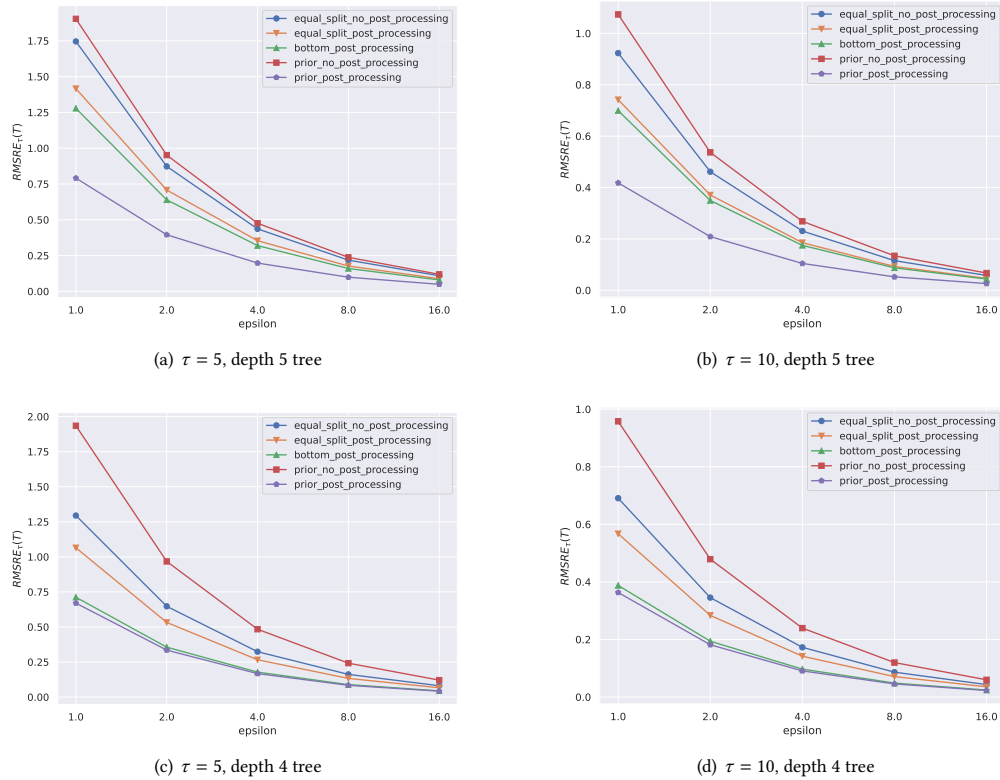 equal_split_no_post_processing
equal_split_post_processing
bottom_post_processing
prior_no_post_processing
prior_post_processing
RMSRE_τ(T)
1.75
1.50
1.25
1.00
0.75
0.50
0.25
0.00
1.0 2.0 4.0 8.0 16.0
epsilon
(a) τ = 5, depth 5 tree
equal_split_no_post_processing
equal_split_post_processing
bottom_post_processing
prior_no_post_processing
prior_post_processing
RMSRE_τ(T)
1.0
0.8
0.6
0.4
0.2
0.0
1.0 2.0 4.0 8.0 16.0
epsilon
(b) τ = 10, depth 5 tree
equal_split_no_post_processing
equal_split_post_processing
bottom_post_processing
prior_no_post_processing
prior_post_processing
RMSRE_τ(T)
2.00
1.75
1.50
1.25
1.00
0.75
0.50
0.25
0.00
1.0 2.0 4.0 8.0 16.0
epsilon
(c) τ = 5, depth 4 tree
equal_split_no_post_processing
equal_split_post_processing
bottom_post_processing
prior_no_post_processing
prior_post_processing
RMSRE_τ(T)
1.0
0.8
0.6
0.4
0.2
0.0
1.0 2.0 4.0 8.0 16.0
epsilon
(d) τ = 10, depth 4 tree